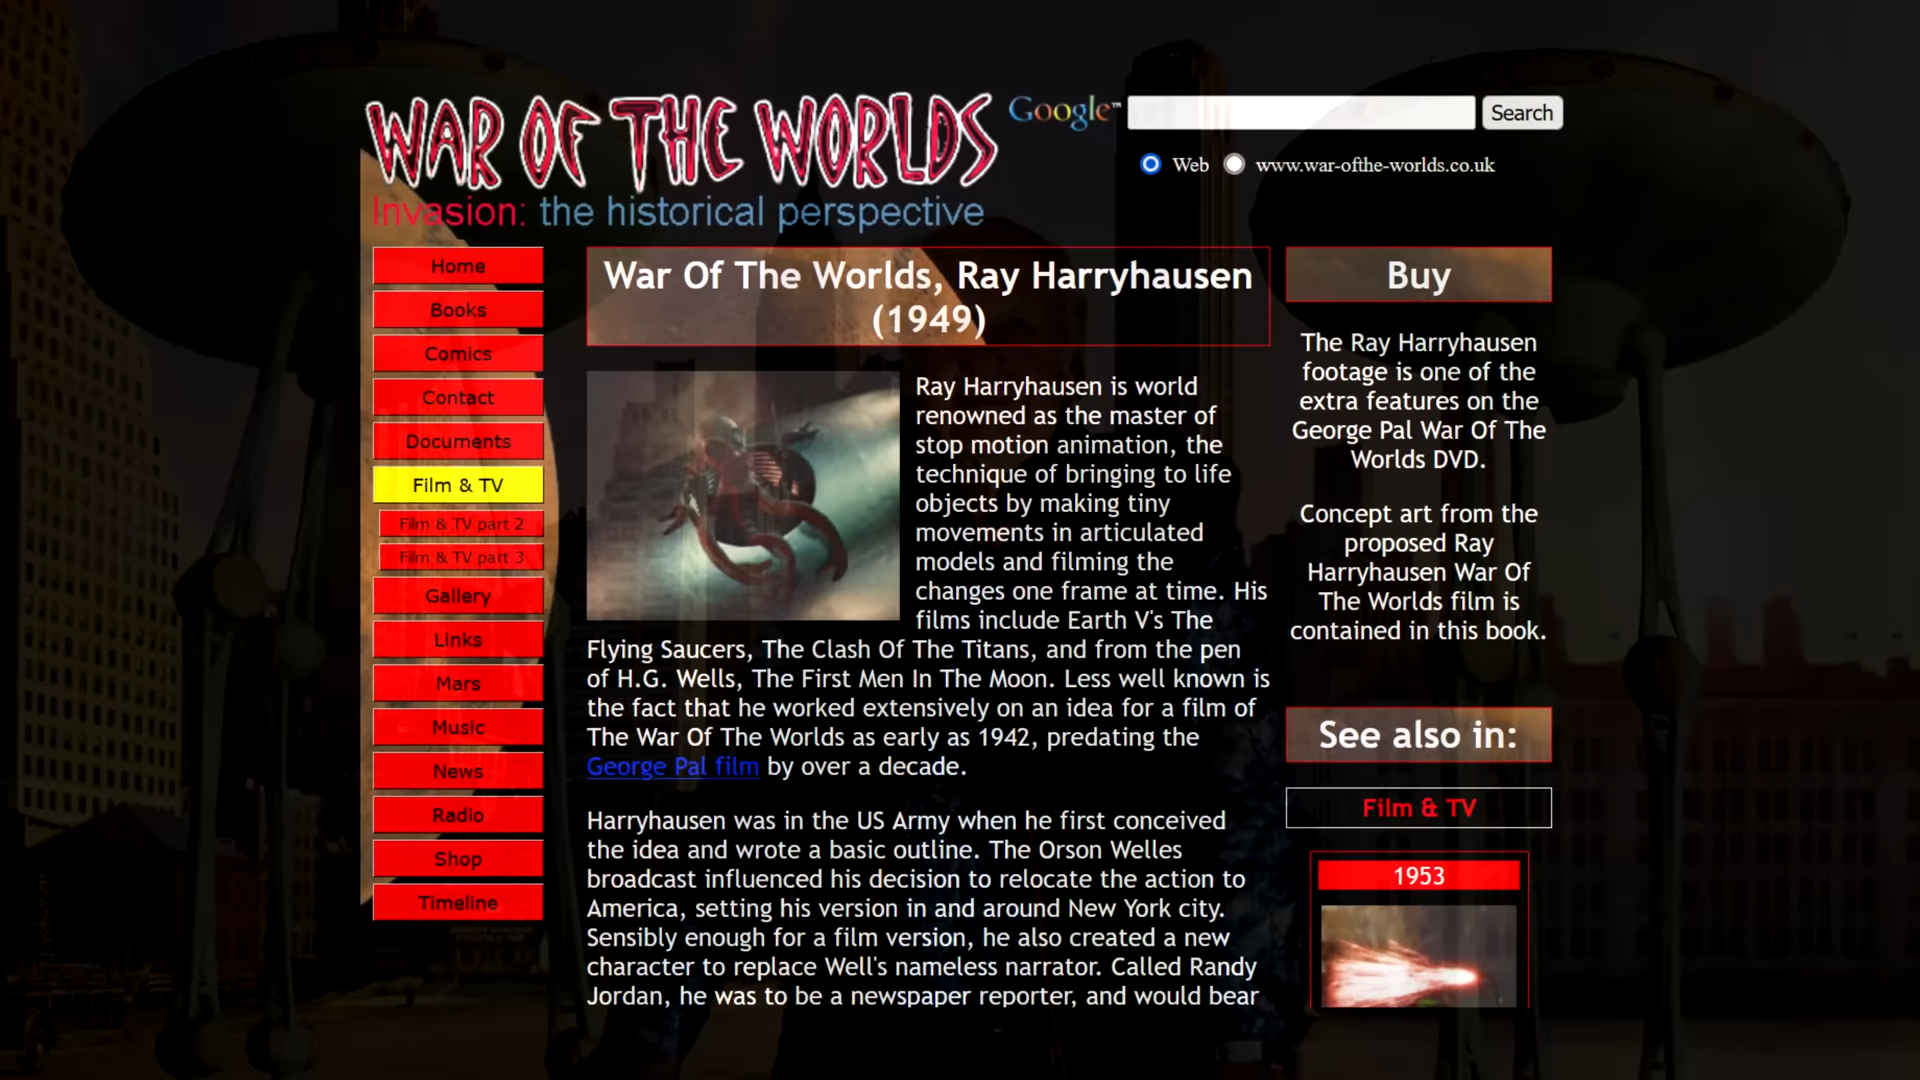 WAR OF THE WORLDS
Invasion: the historical perspective
Google™
Search
Web
www.war-ofthe-worlds.co.uk
Home
Books
Comics
Contact
Documents
Film & TV
Film & TV part 2
Film & TV part 3
Gallery
Links
Mars
Music
News
Radio
Shop
Timeline
War Of The Worlds, Ray Harryhausen
(1949)
Ray Harryhausen is world
renowned as the master of
stop motion animation, the
technique of bringing to life
objects by making tiny
movements in articulated
models and filming the
changes one frame at time. His
films include Earth V's The
Flying Saucers, The Clash Of The Titans, and from the pen
of H.G. Wells, The First Men In The Moon. Less well known is
the fact that he worked extensively on an idea for a film of
The War Of The Worlds as early as 1942, predating the
George Pal film by over a decade.
Harryhausen was in the US Army when he first conceived
the idea and wrote a basic outline. The Orson Welles
broadcast influenced his decision to relocate the action to
America, setting his version in and around New York city.
Sensibly enough for a film version, he also created a new
character to replace Well's nameless narrator. Called Randy
Jordan, he was to be a newspaper reporter, and would bear
Buy
The Ray Harryhausen
footage is one of the
extra features on the
George Pal War Of The
Worlds DVD.
Concept art from the
proposed Ray
Harryhausen War Of
The Worlds film is
contained in this book.
See also in:
Film & TV
1953